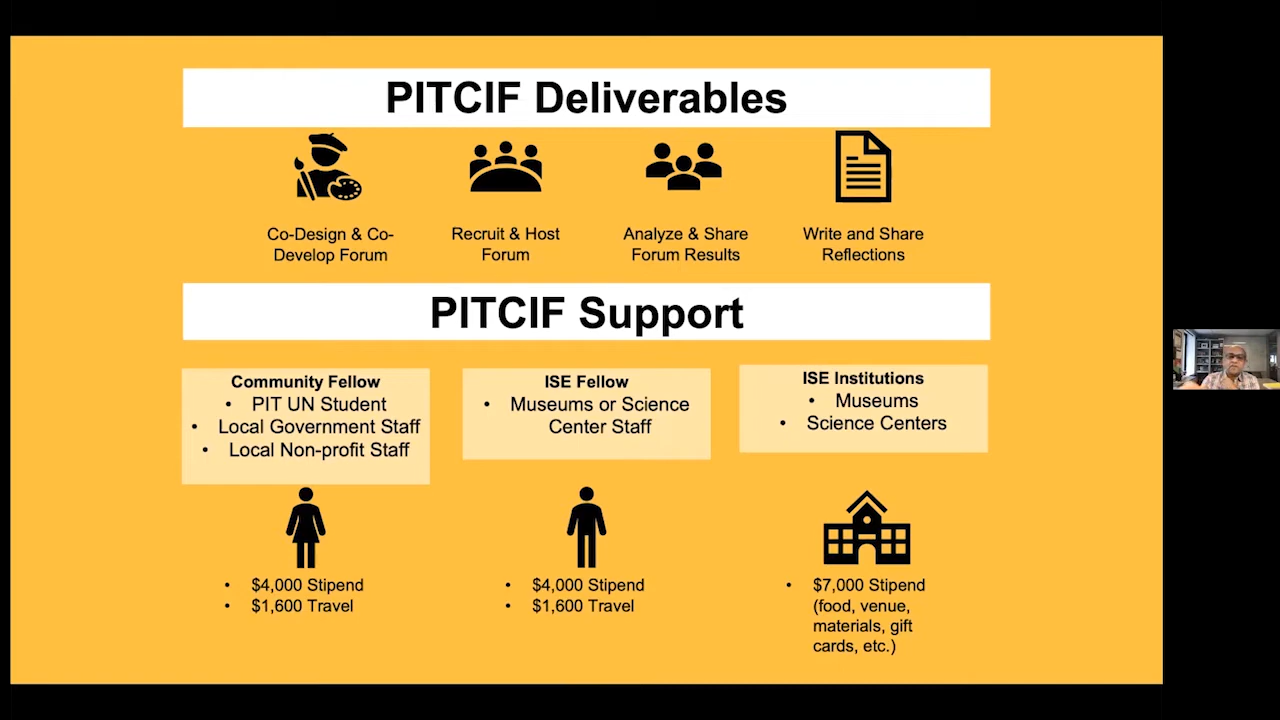 PITCIF Deliverables
Co-Design & Co-
Develop Forum
Recruit & Host
Forum
Analyze & Share
Forum Results
Write and Share
Reflections
PITCIF Support
Community Fellow
• PIT UN Student
• Local Government Staff
• Local Non-profit Staff
ISE Fellow
• Museums or Science
Center Staff
ISE Institutions
• Museums
• Science Centers
• $4,000 Stipend
• $1,600 Travel
• $4,000 Stipend
• $1,600 Travel
• $7,000 Stipend
(food, venue,
materials, gift
cards, etc.)